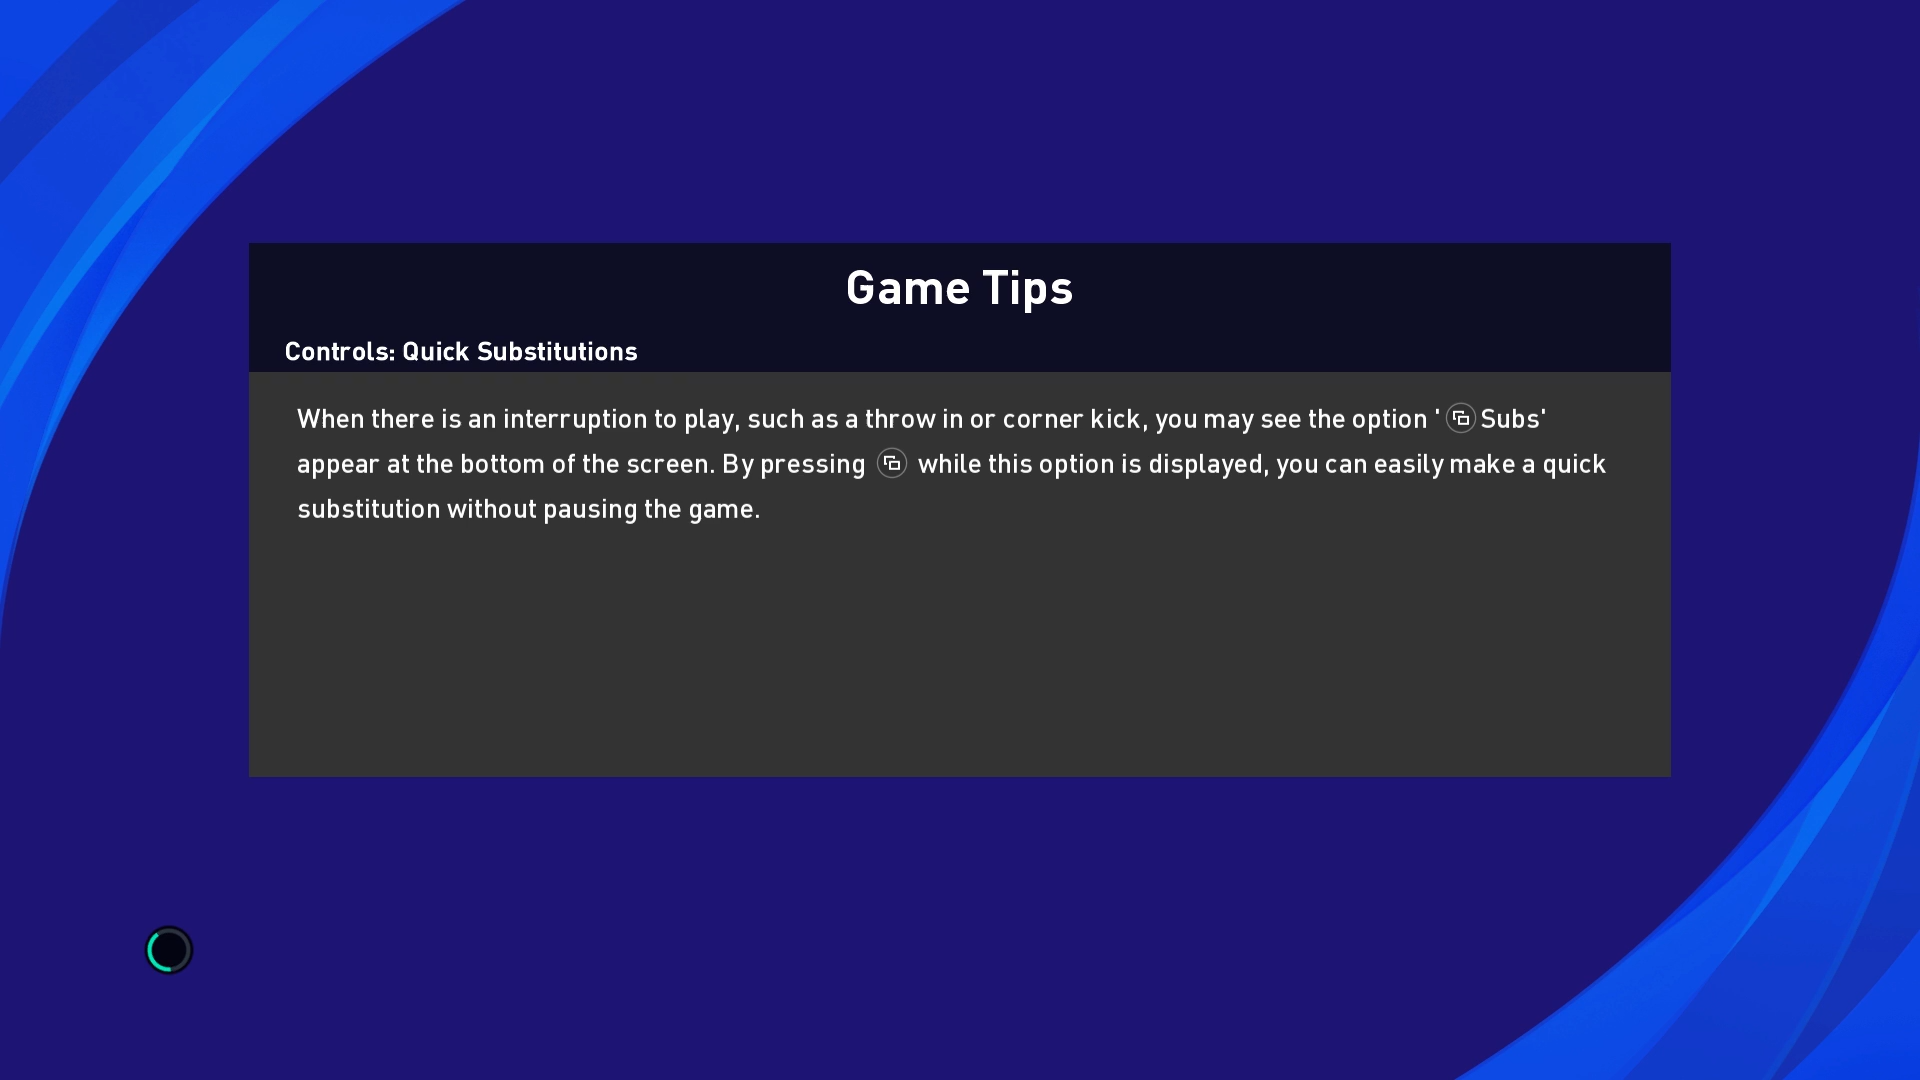 Game Tips
Controls: Quick Substitutions
When there is an interruption to play, such as a throw in or corner kick, you may see the option ' Subs'
appear at the bottom of the screen. By pressing while this option is displayed, you can easily make a quick
substitution without pausing the game.